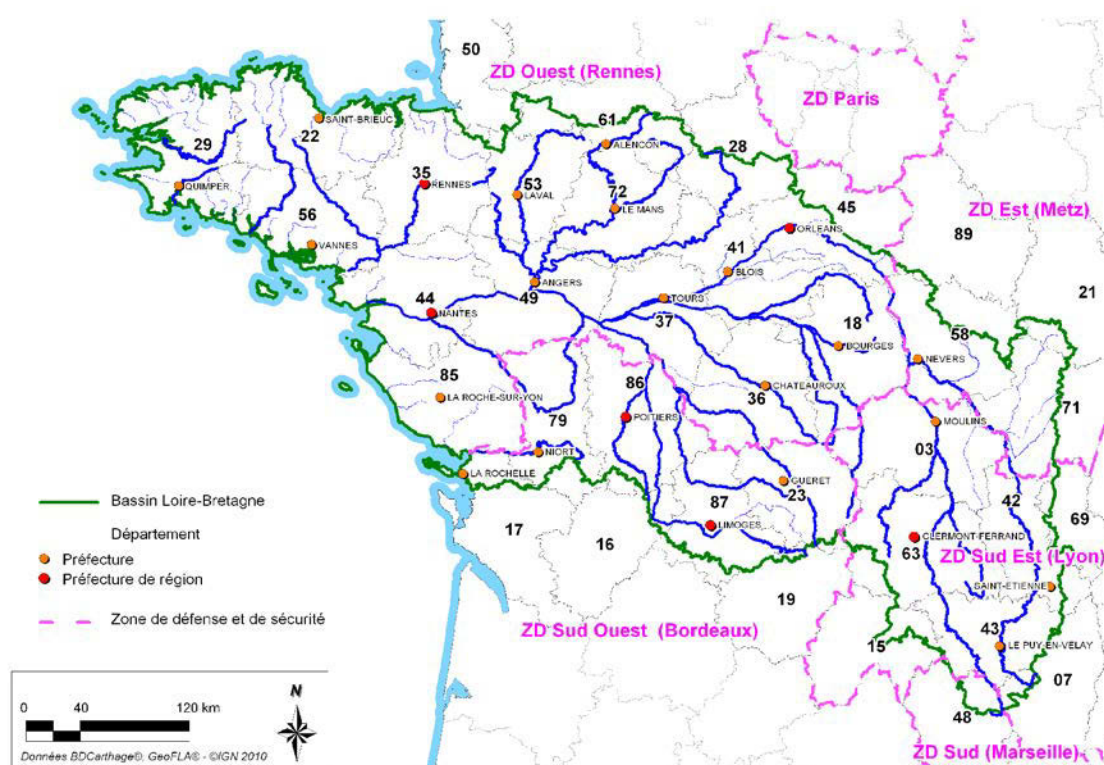 50
ZD Ouest (Rennes)
ZD Paris
SAINT-BRIEUC
61
22
29
ALENCON
28
35
RENNES
53
LAVAL
72
LE MANS
QUIMPER
45
ZD Est (Metz)
56
VANNES
ORLEANS
89
41
BLOIS
ANGERS
49
21
44
NANTES
TOURS
37
18
58
BOURGES
NEVERS
85
LA ROCHE-SUR-YON
86
CHATEAUROUX
36
71
79
POITIERS
MOULINS
03
NIORT
LA ROCHELLE
GUERET
23
42
87
LIMOGES
69
17
16
CLERMONT-FERRAND
63
ZD Sud Est (Lyon)
SAINT-ETIENNE
19
ZD Sud Ouest (Bordeaux)
43
LE PUY-EN-VELAY
15
07
48
ZD Sud (Marseille)
Bassin Loire-Bretagne
Département
Préfecture
Préfecture de région
Zone de défense et de sécurité
0 40 120 km
N
Données BDCarthage©, GeoFLA® - ©IGN 2010